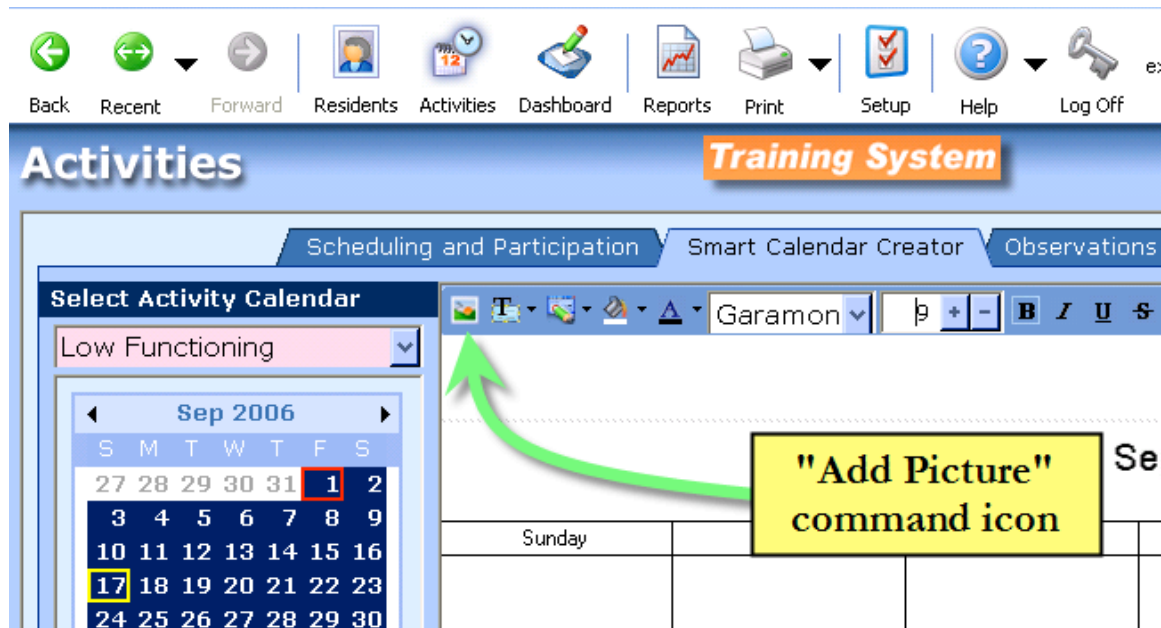 12
Back Recent Forward Residents Activities Dashboard Reports Print Setup Help Log Off
Activities
Training System
Scheduling and Participation Smart Calendar Creator Observations
Select Activity Calendar
T A Garamon 9 + - B I U S
Low Functioning
Sep 2006
S M T W T F S
27 28 29 30 31 1 2
3 4 5 6 7 8 9
10 11 12 13 14 15 16
17 18 19 20 21 22 23
24 25 26 27 28 29 30
"Add Picture"
command icon
Se
Sunday